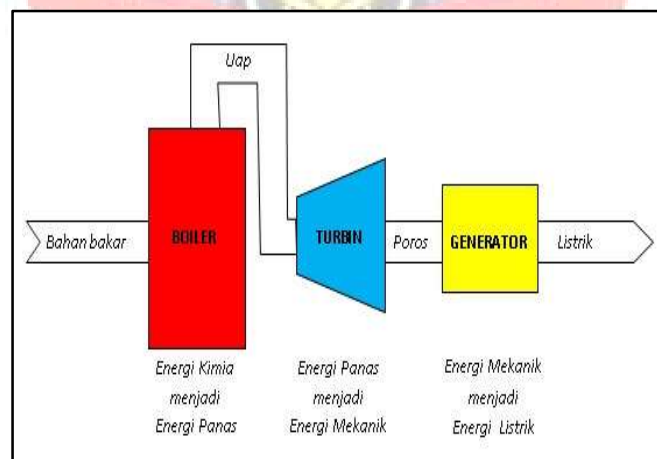 Uap
Bahan bakar
BOILER
TURBIN
Poros
GENERATOR
Listrik
Energi Kimia
menjadi
Energi Panas
Energi Panas
menjadi
Energi Mekanik
Energi Mekanik
menjadi
Energi Listrik